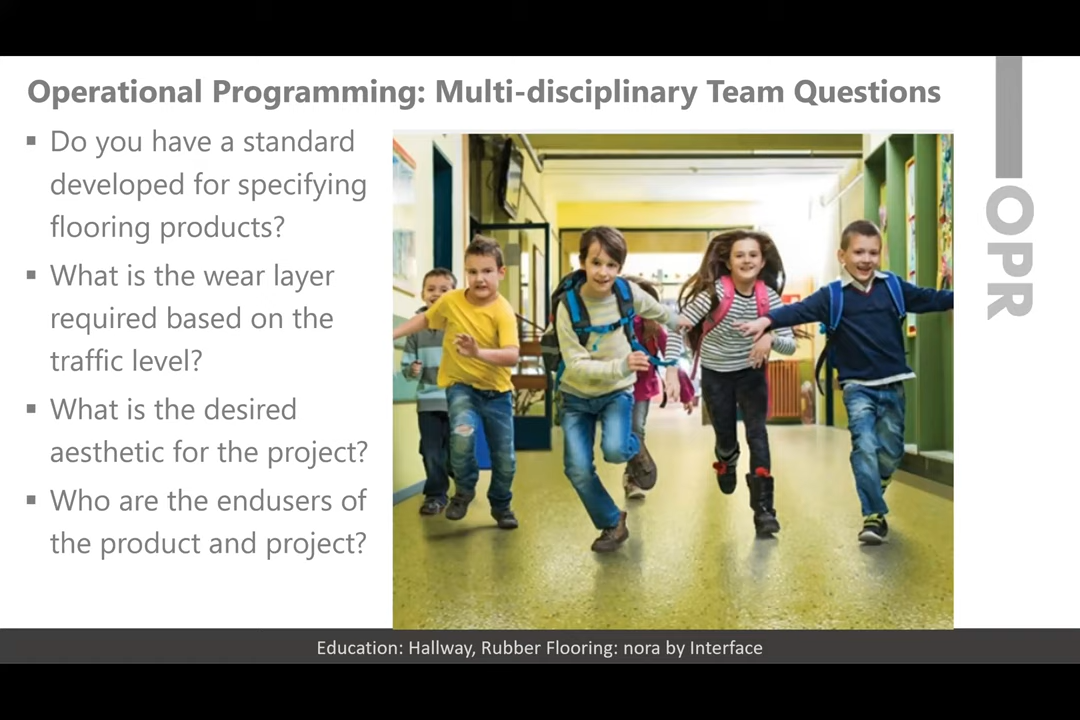 Operational Programming: Multi-disciplinary Team Questions
▪ Do you have a standard
developed for specifying
flooring products?
▪ What is the wear layer
required based on the
traffic level?
▪ What is the desired
aesthetic for the project?
▪ Who are the endusers of
the product and project?
OPR
Education: Hallway, Rubber Flooring: nora by Interface